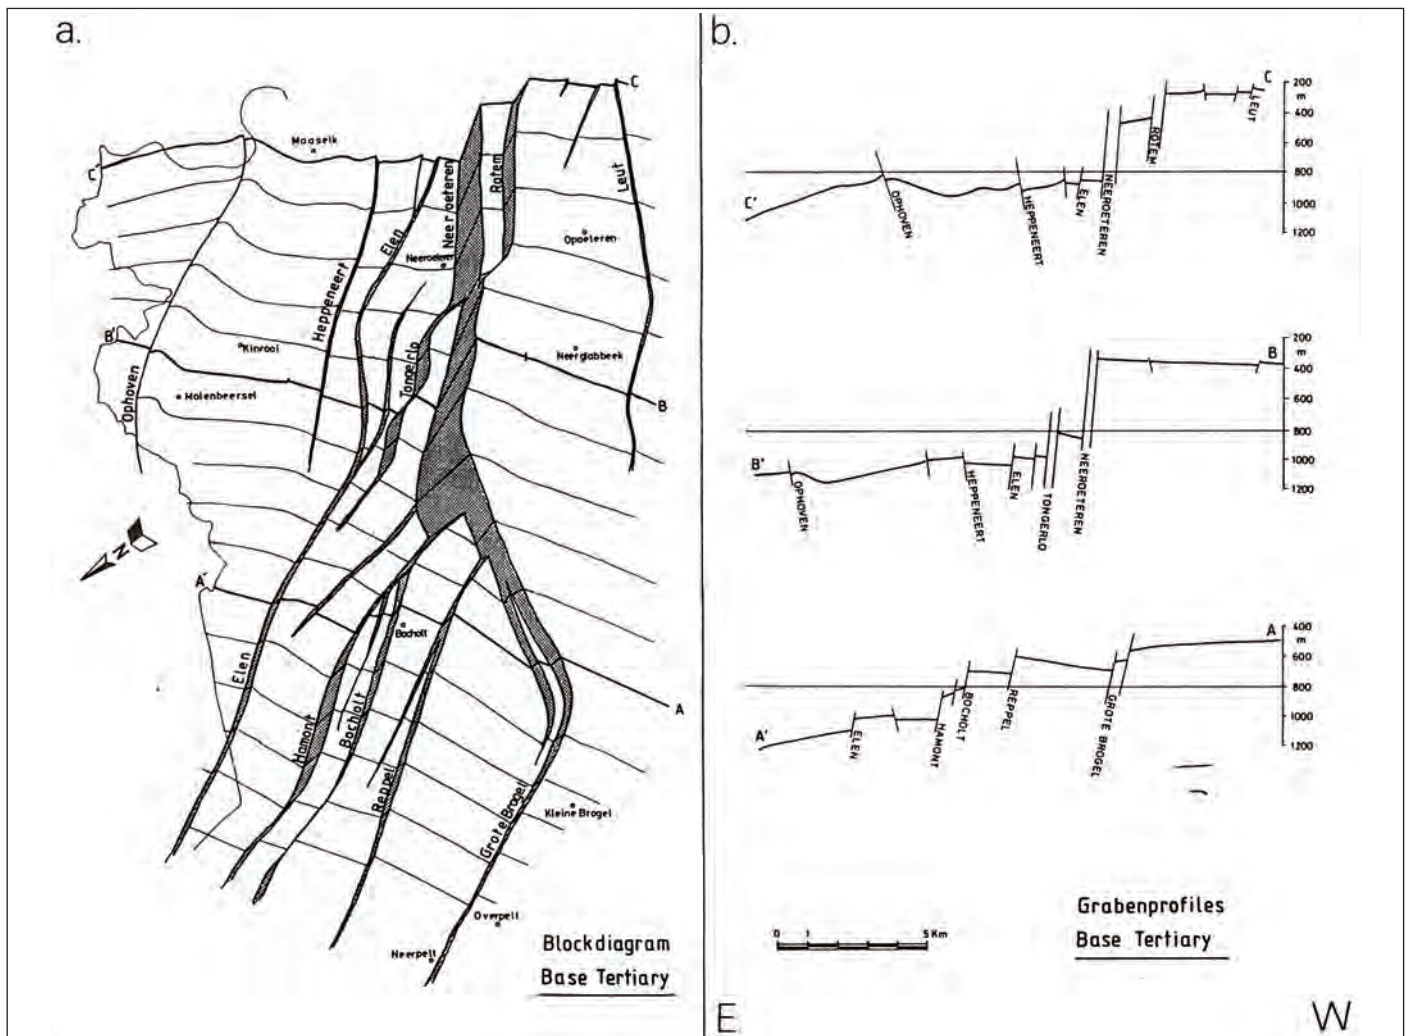 a.
C
Maaseik
C'
Neeroeteren
Rotem
Leut
Elen
Opoeteren
Neeroeteren
Heppeneert
B'
Kinrooi
Tongerlo
Neerglabbeek
Ophoven
Molenbeersel
B
N
A'
Bocholt
Elen
A
Hamont
Bocholt
Reppel
Grote Brogel
Kleine Brogel
Overpelt
Neerpelt
Blockdiagram
Base Tertiary
b.
C
200
m
400
600
800
1000
1200
LEUT
ROTEM
NEEROETEREN
ELEN
HEPPENEERT
OPHOVEN
C'
B
200
m
400
600
800
1000
1200
B'
OPHOVEN
HEPPENEERT
ELEN
TONGERLO
NEEROETEREN
A
400
m
600
800
1000
1200
A'
ELEN
HAMONT
BOCHOLT
REPPEL
GROTE BROGEL
Grabenprofiles
Base Tertiary
0 1 5 Km
E W